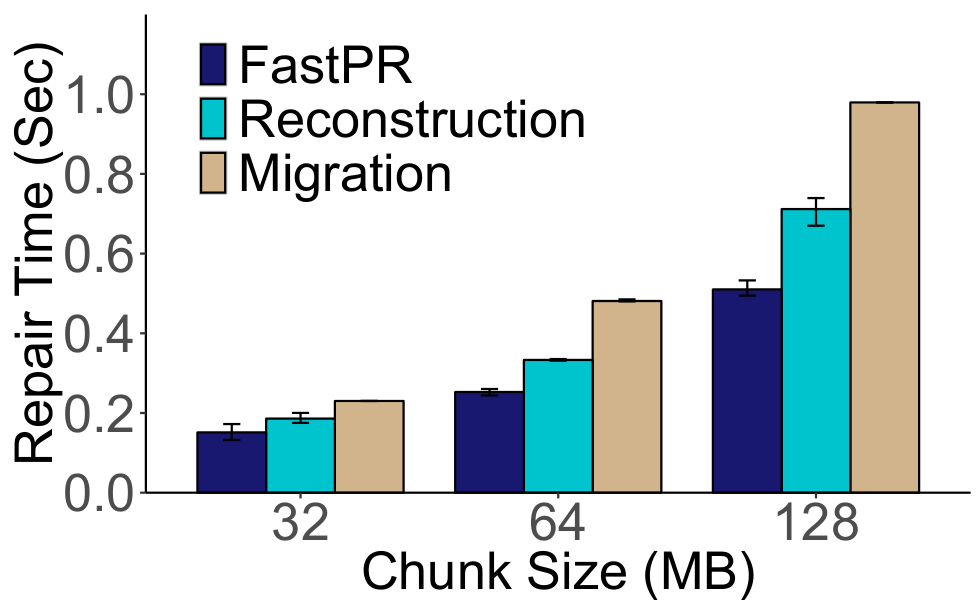 Repair Time (Sec)
FastPR
Reconstruction
Migration
1.0
0.8
0.6
0.4
0.2
0.0
32 64 128
Chunk Size (MB)